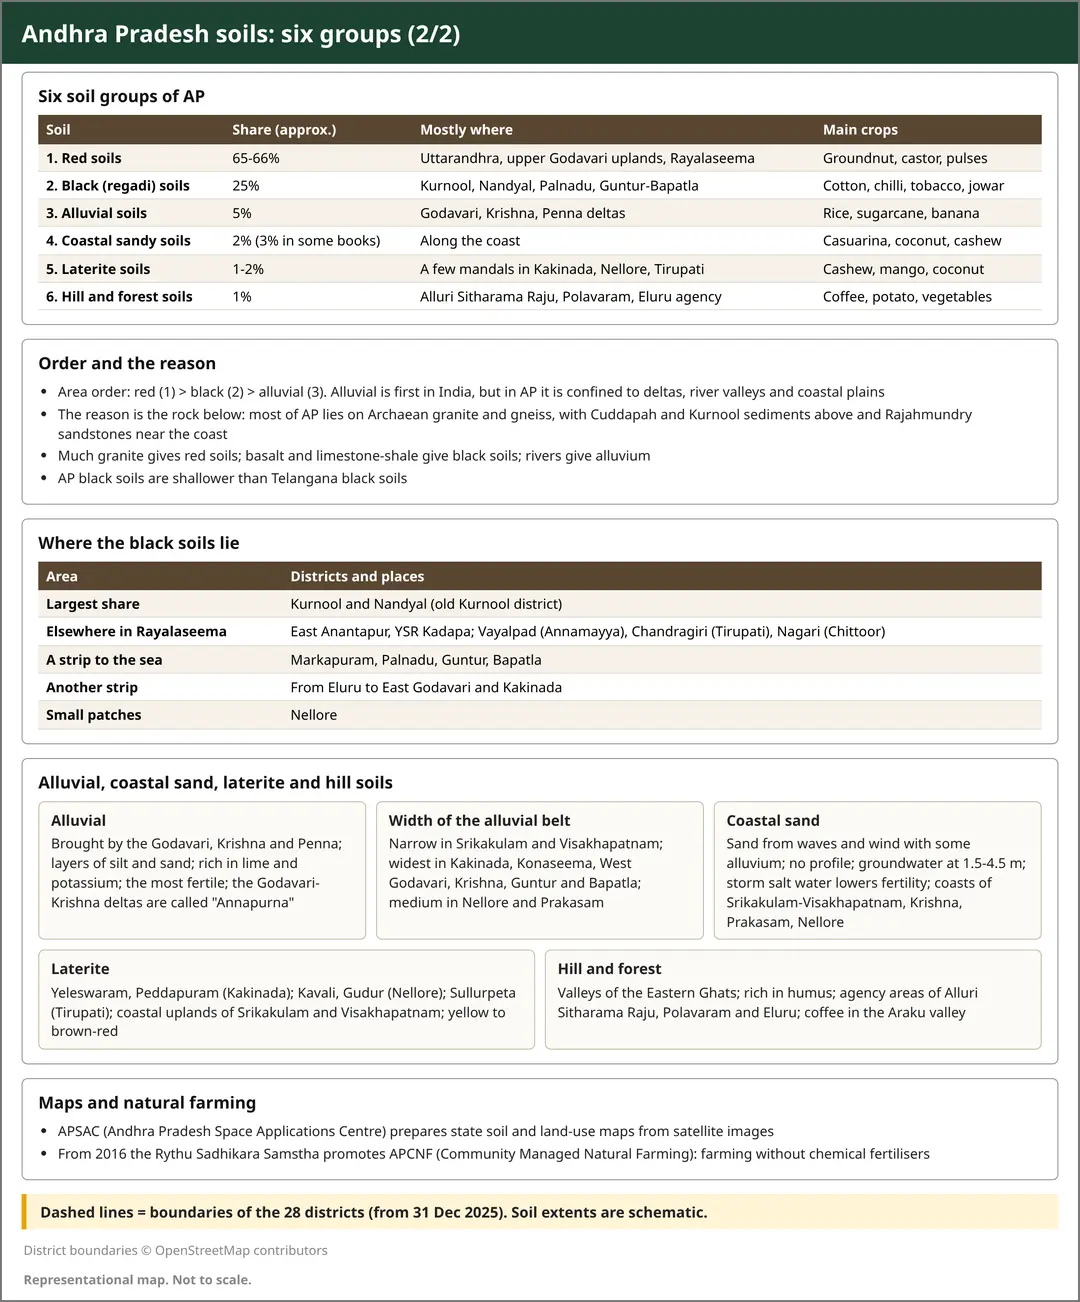 Andhra Pradesh soils: six groups (2/2)
Six soil groups of AP
Soil Share (approx.) Mostly where Main crops
1. Red soils 65-66% Uttarandhra, upper Godavari uplands, Rayalaseema Groundnut, castor, pulses
2. Black (regadi) soils 25% Kurnool, Nandyal, Palnadu, Guntur-Bapatla Cotton, chilli, tobacco, jowar
3. Alluvial soils 5% Godavari, Krishna, Penna deltas Rice, sugarcane, banana
4. Coastal sandy soils 2% (3% in some books) Along the coast Casuarina, coconut, cashew
5. Laterite soils 1-2% A few mandals in Kakinada, Nellore, Tirupati Cashew, mango, coconut
6. Hill and forest soils 1% Alluri Sitharama Raju, Polavaram, Eluru agency Coffee, potato, vegetables
Order and the reason
• Area order: red (1) > black (2) > alluvial (3). Alluvial is first in India, but in AP it is confined to deltas, river valleys and coastal plains
• The reason is the rock below: most of AP lies on Archaean granite and gneiss, with Cuddapah and Kurnool sediments above and Rajahmundry
sandstones near the coast
• Much granite gives red soils; basalt and limestone-shale give black soils; rivers give alluvium
• AP black soils are shallower than Telangana black soils
Where the black soils lie
Area Districts and places
Largest share Kurnool and Nandyal (old Kurnool district)
Elsewhere in Rayalaseema East Anantapur, YSR Kadapa; Vayalpad (Annamayya), Chandragiri (Tirupati), Nagari (Chittoor)
A strip to the sea Markapuram, Palnadu, Guntur, Bapatla
Another strip From Eluru to East Godavari and Kakinada
Small patches Nellore
Alluvial, coastal sand, laterite and hill soils
Alluvial
Brought by the Godavari, Krishna and Penna;
layers of silt and sand; rich in lime and
potassium; the most fertile; the Godavari-
Krishna deltas are called "Annapurna"
Width of the alluvial belt
Narrow in Srikakulam and Visakhapatnam;
widest in Kakinada, Konaseema, West
Godavari, Krishna, Guntur and Bapatla;
medium in Nellore and Prakasam
Coastal sand
Sand from waves and wind with some
alluvium; no profile; groundwater at 1.5-4.5 m;
storm salt water lowers fertility; coasts of
Srikakulam-Visakhapatnam, Krishna,
Prakasam, Nellore
Laterite
Yeleswaram, Peddapuram (Kakinada); Kavali, Gudur (Nellore); Sullurpeta
(Tirupati); coastal uplands of Srikakulam and Visakhapatnam; yellow to
brown-red
Hill and forest
Valleys of the Eastern Ghats; rich in humus; agency areas of Alluri
Sitharama Raju, Polavaram and Eluru; coffee in the Araku valley
Maps and natural farming
• APSAC (Andhra Pradesh Space Applications Centre) prepares state soil and land-use maps from satellite images
• From 2016 the Rythu Sadhikara Samstha promotes APCNF (Community Managed Natural Farming): farming without chemical fertilisers
Dashed lines = boundaries of the 28 districts (from 31 Dec 2025). Soil extents are schematic.
District boundaries © OpenStreetMap contributors
Representational map. Not to scale.